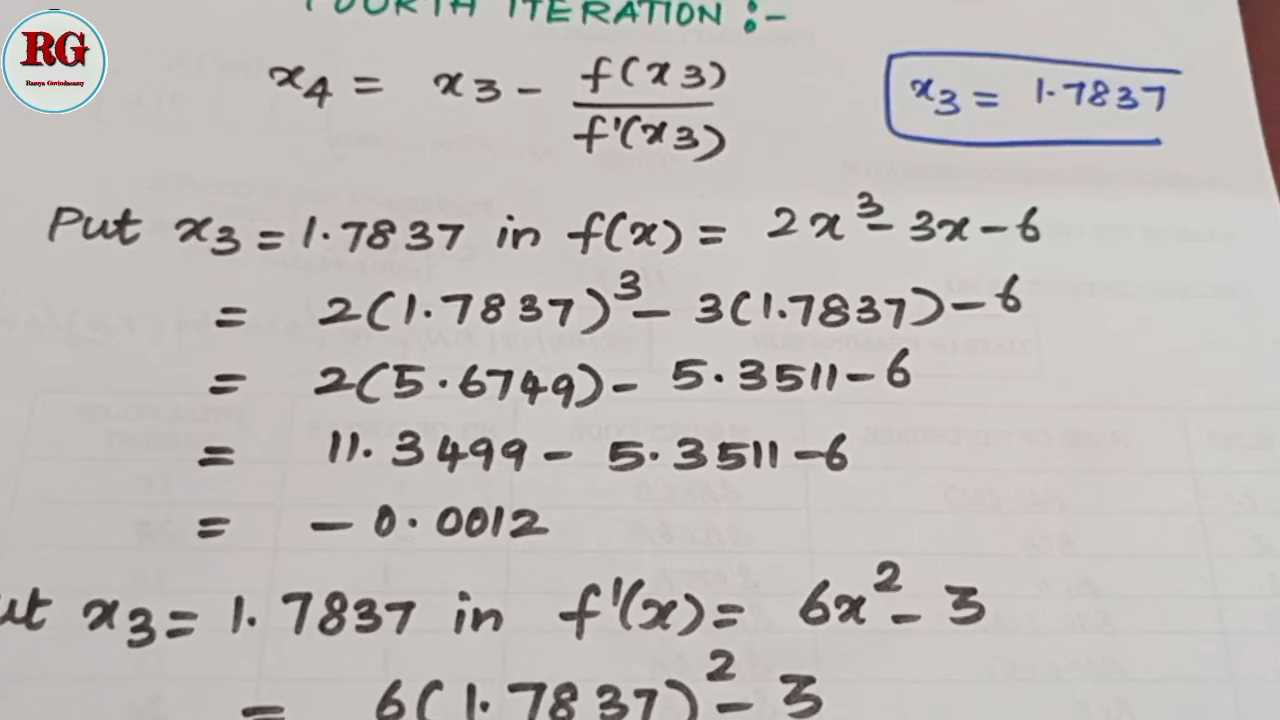 FOURTH ITERATION :-
RG
Ramya Govindasamy
x4 = x3 - f(x3) / f'(x3)
x3 = 1.7837
Put x3 = 1.7837 in f(x) = 2x³ - 3x - 6
= 2(1.7837)³ - 3(1.7837) - 6
= 2(5.6749) - 5.3511 - 6
= 11.3499 - 5.3511 - 6
= - 0.0012
ut x3 = 1.7837 in f'(x) = 6x² - 3
= 6(1.7837)² - 3